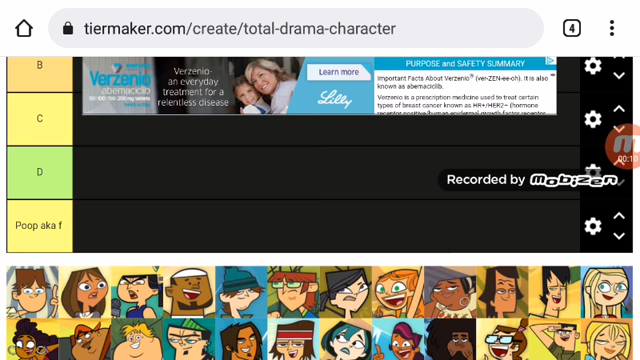 tiermaker.com/create/total-drama-character
4
B
Verzenio
abemaciclib
Verzenio-
an everyday
treatment for a
relentless disease
Learn more
Lilly
PURPOSE and SAFETY SUMMARY
Important Facts About Verzenio® (ver-ZEN-ee-oh). It is also
known as abemaciclib.
Verzenio is a prescription medicine used to treat certain
types of breast cancer known as HR+/HER2– (hormone
C
00:10
D
Recorded by Mobizen
Poop aka f